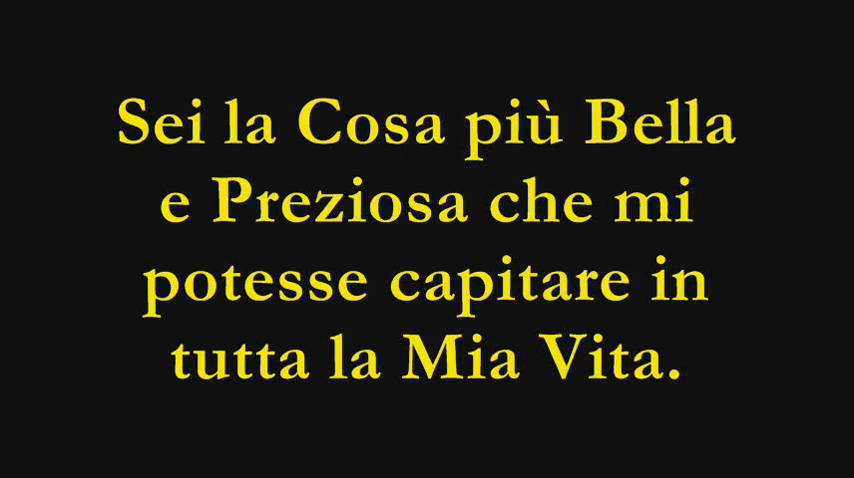 Sei la Cosa più Bella
e Preziosa che mi
potesse capitare in
tutta la Mia Vita.